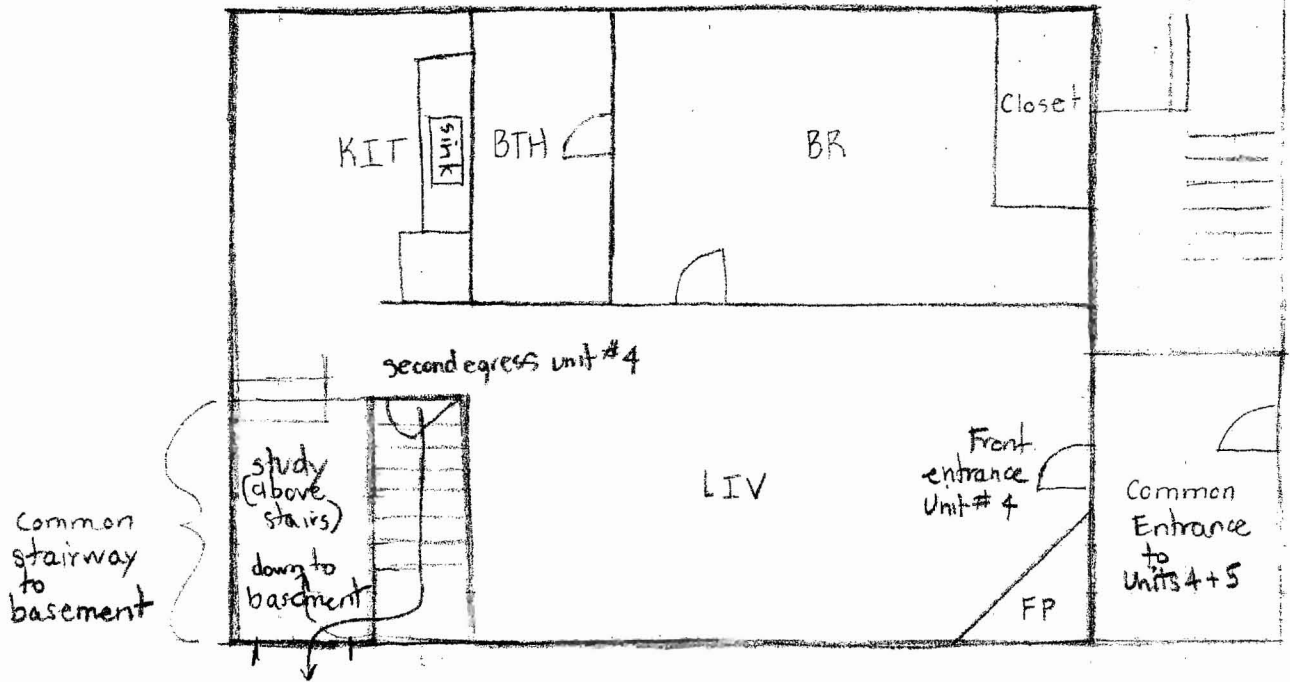 Closet
KIT
sink
BTH
BR
second egress unit #4
study
(above
stairs)
down to
basement
Common
stairway
to
basement
LIV
Front
entrance
Unit # 4
Common
Entrance
to
Units 4 + 5
FP